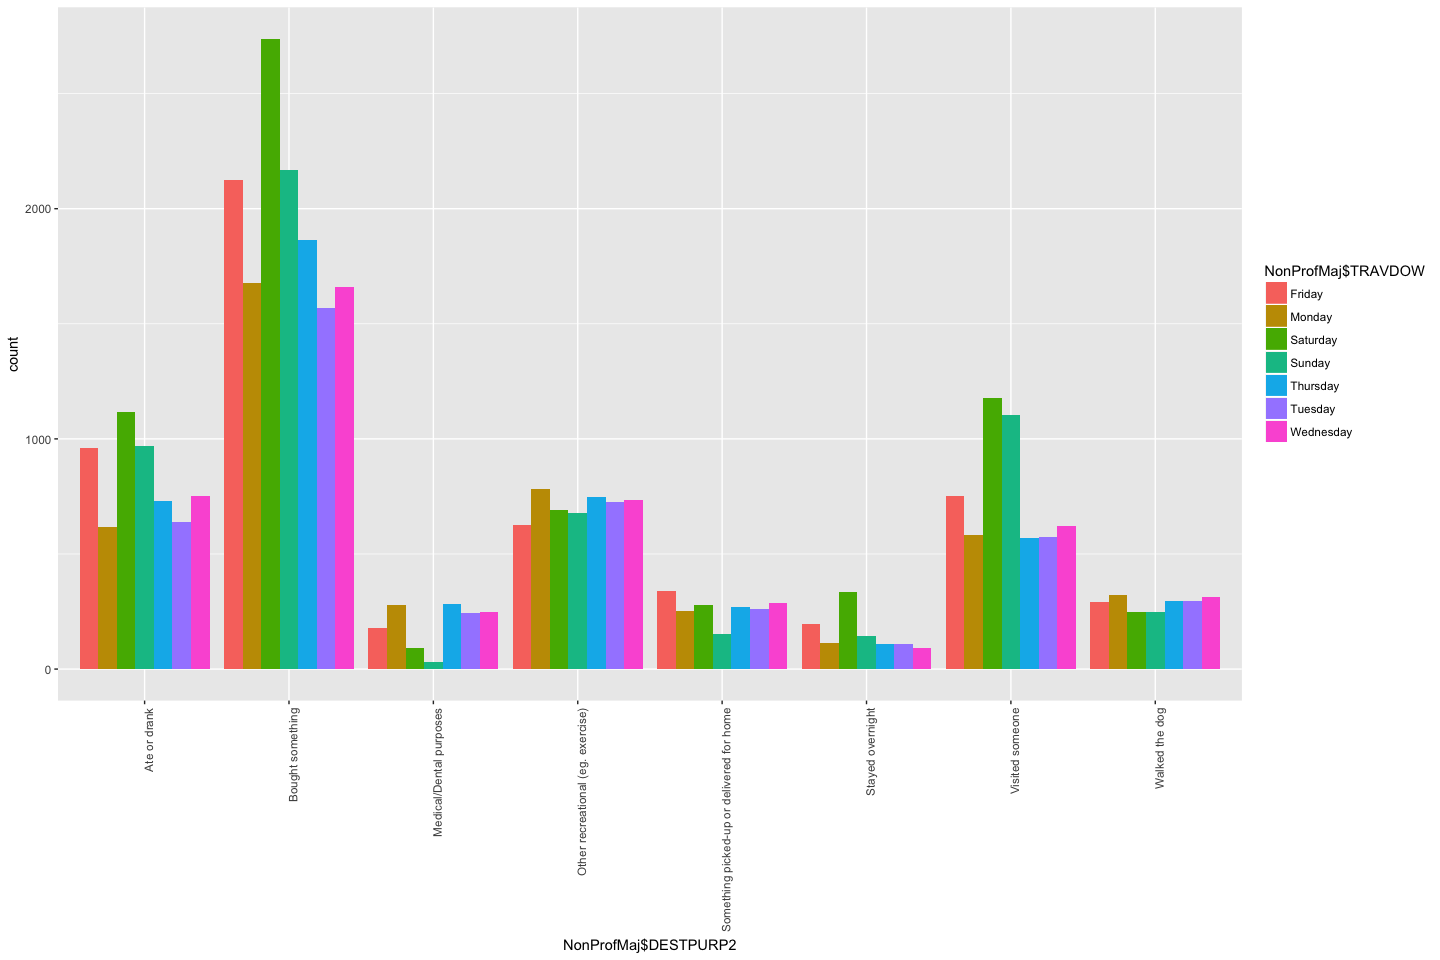 count
2000
1000
0
Ate or drank
Bought something
Medical/Dental purposes
Other recreational (eg. exercise)
Something picked-up or delivered for home
Stayed overnight
Visited someone
Walked the dog
NonProfMaj$DESTPURP2
NonProfMaj$TRAVDOW
Friday
Monday
Saturday
Sunday
Thursday
Tuesday
Wednesday